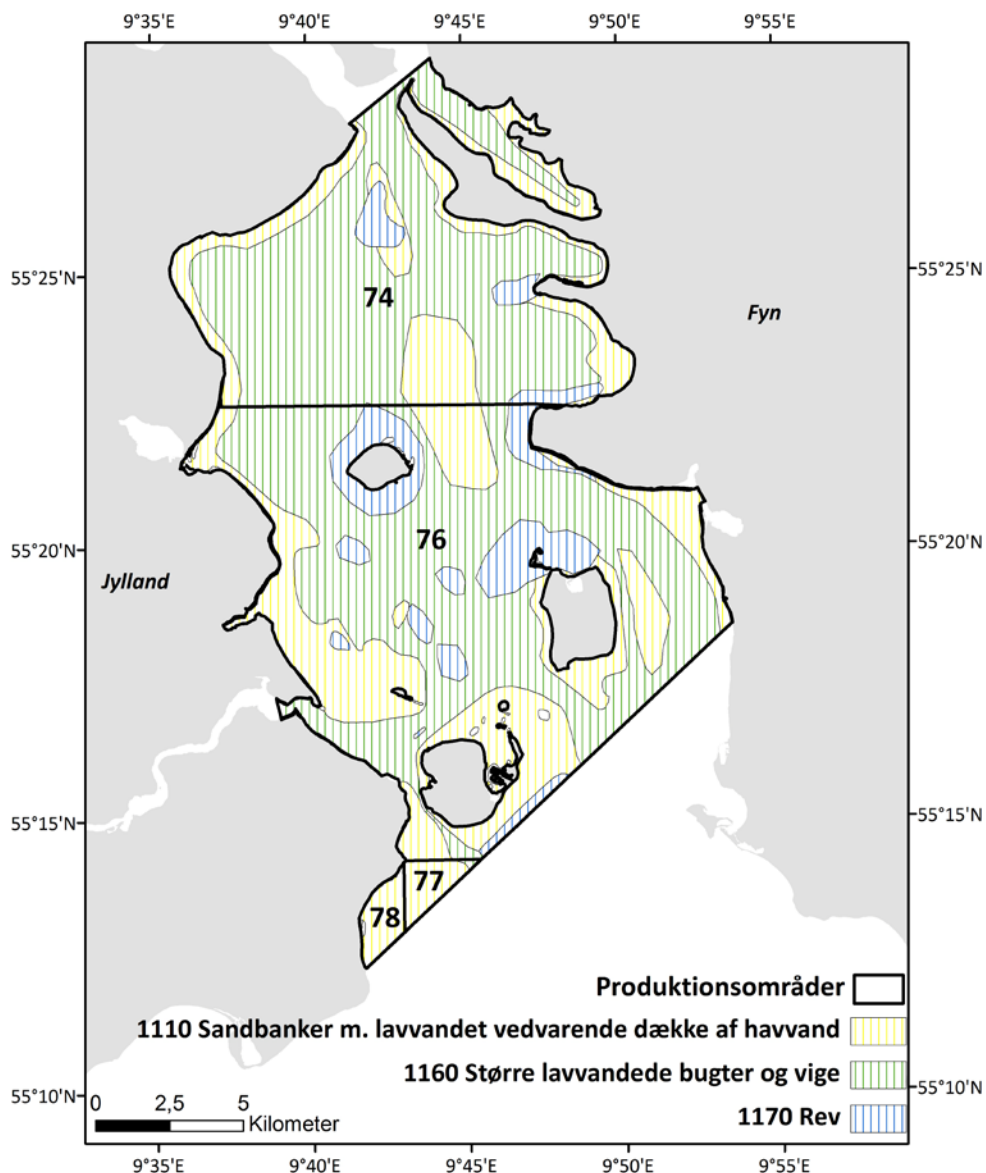 9°35'E 9°40'E 9°45'E 9°50'E 9°55'E
55°25'N 55°25'N
74
Fyn
55°20'N 76 55°20'N
Jylland
55°15'N 55°15'N
77
78
Produktionsområder
1110 Sandbanker m. lavvandet vedvarende dække af havvand
1160 Større lavvandede bugter og vige
55°10'N 55°10'N
1170 Rev
0 2,5 5
Kilometer
9°35'E 9°40'E 9°45'E 9°50'E 9°55'E